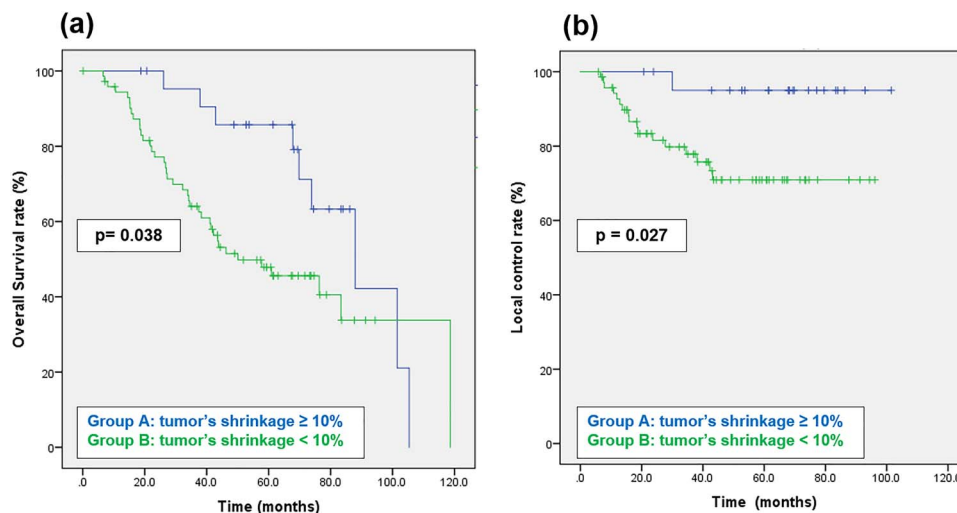 (a)
Overall Survival rate (%)
100
80
60
40
20
0
p= 0.038
Group A: tumor's shrinkage ≥ 10%
Group B: tumor's shrinkage < 10%
.0
20.0
40.0
60.0
80.0
100.0
120.0
Time (months)
(b)
Local control rate (%)
100
80
60
40
20
0
p = 0.027
Group A: tumor's shrinkage ≥ 10%
Group B: tumor's shrinkage < 10%
.0
20.0
40.0
60.0
80.0
100.0
120.0
Time (months)